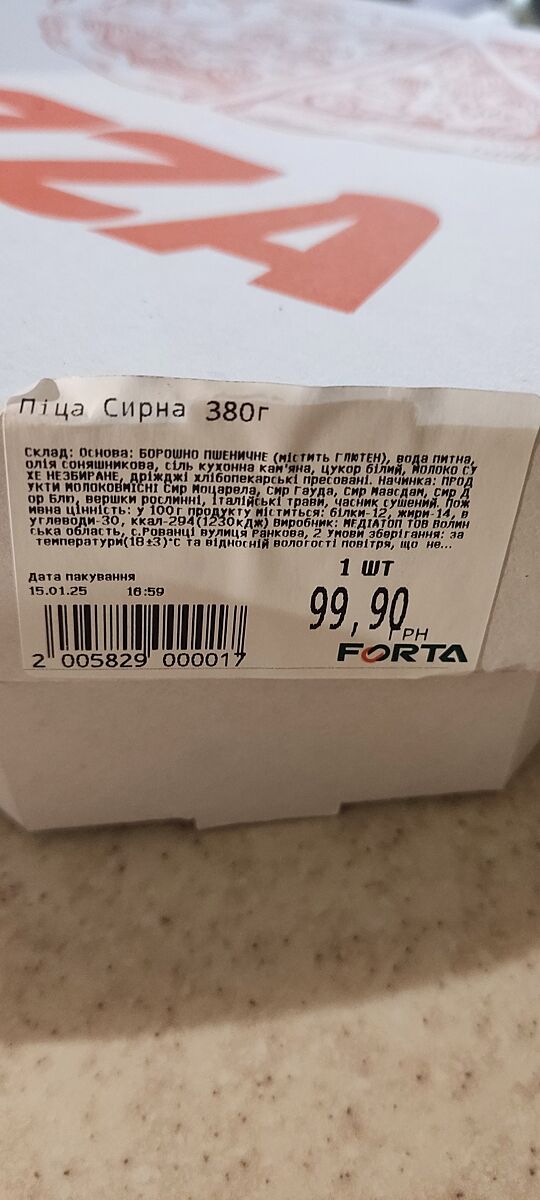 ZZA
Піца Сирна 380г
Склад: Основа: БОРОШНО ПШЕНИЧНЕ (містить ГЛЮТЕН), вода питна,
олія соняшникова, сіль кухонна кам'яна, цукор білий, МОЛОКО СУ
ХЕ НЕЗБИРАНЕ, дріжджі хлібопекарські пресовані. Начинка: ПРОД
УКТИ МОЛОКОВМІСНІ Сир Моцарела, Сир Гауда, Сир Маасдам, Сир Д
ор Блю, вершки рослинні, італійські трави, часник сушений. Пож
ивна цінність: у 100г продукту міститься: білки-12, жири-14, в
углеводи-30, ккал-294(1230кДж) Виробник: МЕДІАТОП ТОВ Волин
ська область, с.Рованці вулиця Ранкова, 2 Умови зберігання: за
температури(18±3)°С та відносній вологості повітря, що не...
Дата пакування
15.01.25 16:59
1 шт
99,90
ГРН
2 005829 000017
FORTA